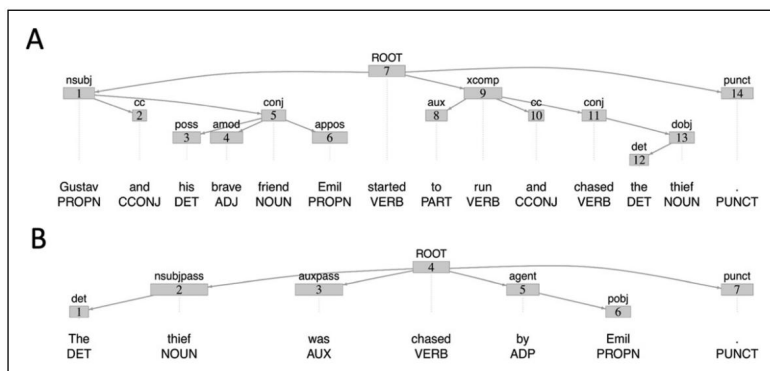 A
ROOT
7
nsubj
1
xcomp
9
punct
14
cc
2
conj
5
aux
8
cc
10
conj
11
poss
3
amod
4
appos
6
dobj
13
det
12
Gustav and his brave friend Emil started to run and chased the thief .
PROPN CCONJ DET ADJ NOUN PROPN VERB PART VERB CCONJ VERB DET NOUN PUNCT
B
ROOT
4
nsubjpass
2
auxpass
3
agent
5
punct
7
det
1
pobj
6
The thief was chased by Emil .
DET NOUN AUX VERB ADP PROPN PUNCT